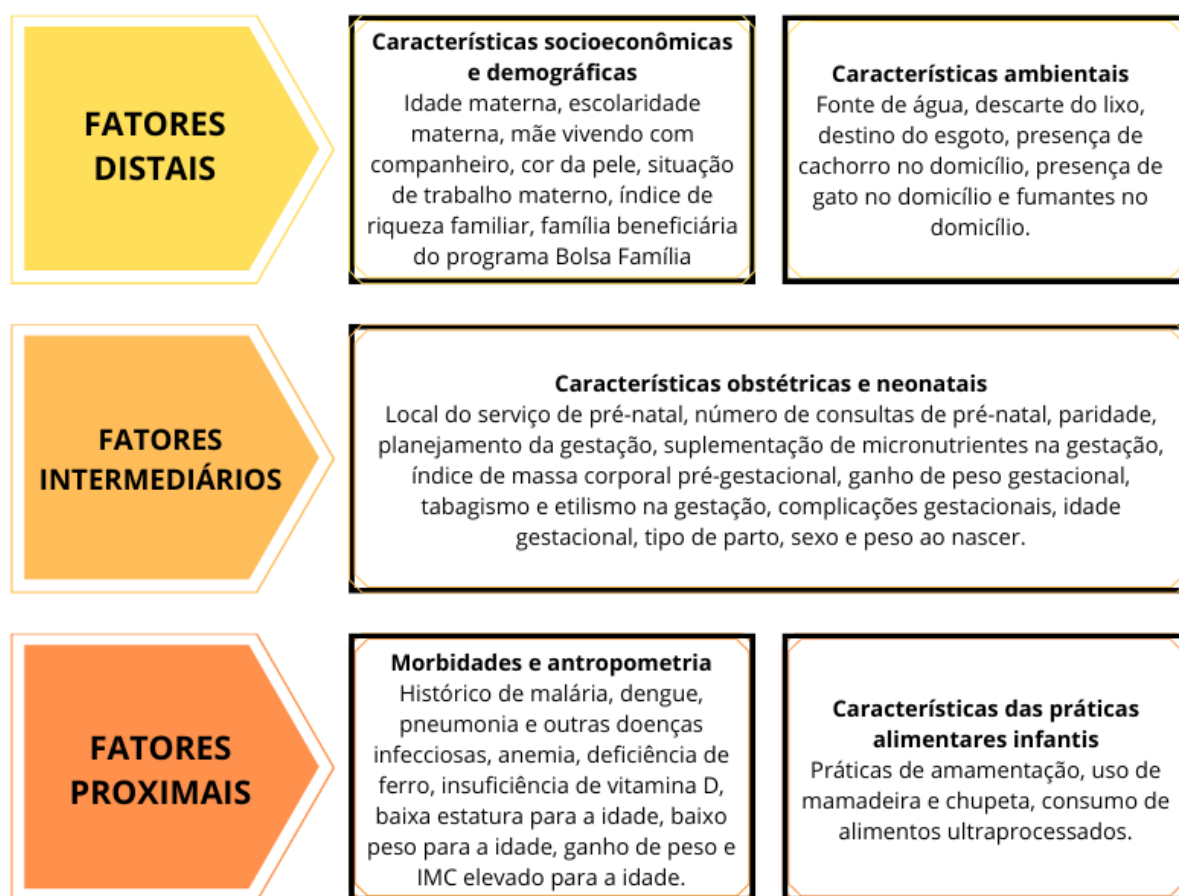 FATORES
DISTAIS
Características socioeconômicas
e demográficas
Idade materna, escolaridade
materna, mãe vivendo com
companheiro, cor da pele, situação
de trabalho materno, índice de
riqueza familiar, família beneficiária
do programa Bolsa Família
Características ambientais
Fonte de água, descarte do lixo,
destino do esgoto, presença de
cachorro no domicílio, presença de
gato no domicílio e fumantes no
domicílio.
FATORES
INTERMEDIÁRIOS
Características obstétricas e neonatais
Local do serviço de pré-natal, número de consultas de pré-natal, paridade,
planejamento da gestação, suplementação de micronutrientes na gestação,
índice de massa corporal pré-gestacional, ganho de peso gestacional,
tabagismo e etilismo na gestação, complicações gestacionais, idade
gestacional, tipo de parto, sexo e peso ao nascer.
FATORES
PROXIMAIS
Morbidades e antropometria
Histórico de malária, dengue,
pneumonia e outras doenças
infecciosas, anemia, deficiência de
ferro, insuficiência de vitamina D,
baixa estatura para a idade, baixo
peso para a idade, ganho de peso e
IMC elevado para a idade.
Características das práticas
alimentares infantis
Práticas de amamentação, uso de
mamadeira e chupeta, consumo de
alimentos ultraprocessados.